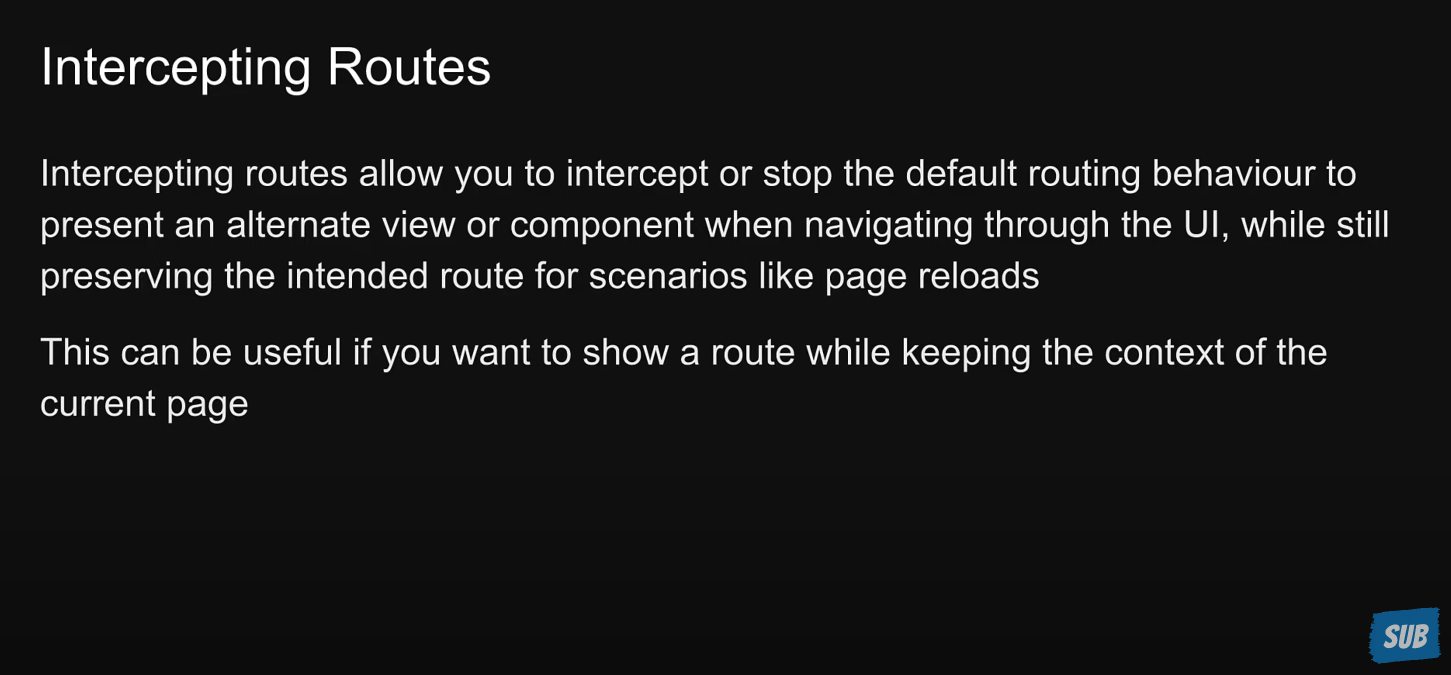 Intercepting Routes
Intercepting routes allow you to intercept or stop the default routing behaviour to
present an alternate view or component when navigating through the UI, while still
preserving the intended route for scenarios like page reloads
This can be useful if you want to show a route while keeping the context of the
current page
SUB